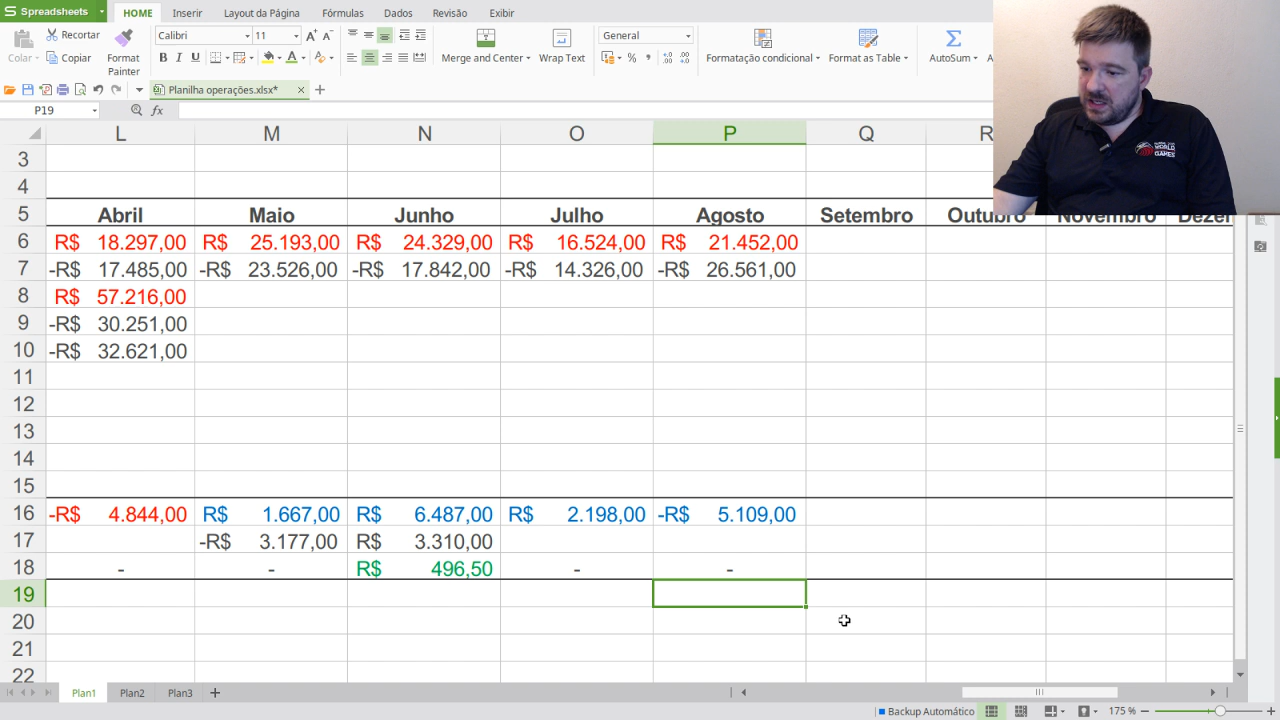 Spreadsheets HOME Inserir Layout da Página Fórmulas Dados Revisão Exibir
Colar Recortar Copiar Format Painter Calibri 11 General
B I U Merge and Center Wrap Text Formatação condicional Format as Table AutoSum
Planilha operações.xlsx* × +
P19 fx
L M N O P Q R
3
4
5 Abril Maio Junho Julho Agosto Setembro Outubro Novembro
6 R$ 18.297,00 R$ 25.193,00 R$ 24.329,00 R$ 16.524,00 R$ 21.452,00
7 -R$ 17.485,00 -R$ 23.526,00 -R$ 17.842,00 -R$ 14.326,00 -R$ 26.561,00
8 R$ 57.216,00
9 -R$ 30.251,00
10 -R$ 32.621,00
11
12
13
14
15
16 -R$ 4.844,00 R$ 1.667,00 R$ 6.487,00 R$ 2.198,00 -R$ 5.109,00
17 -R$ 3.177,00 R$ 3.310,00
18 - - R$ 496,50 - -
19
20
21
22
Plan1 Plan2 Plan3 +
Backup Automático 175 %
WORLD
GAMES